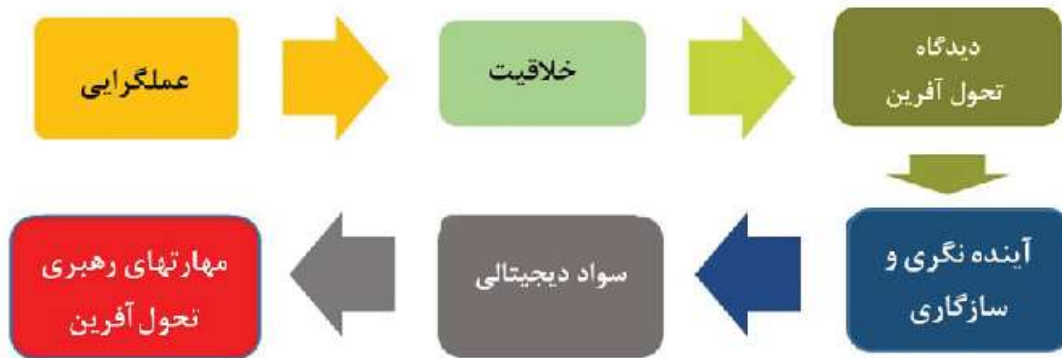 عملگرایی
خلاقیت
دیدگاه
تحول آفرین
آینده نگری و
سازگاری
سواد دیجیتالی
مهارتهای رهبری
تحول آفرین